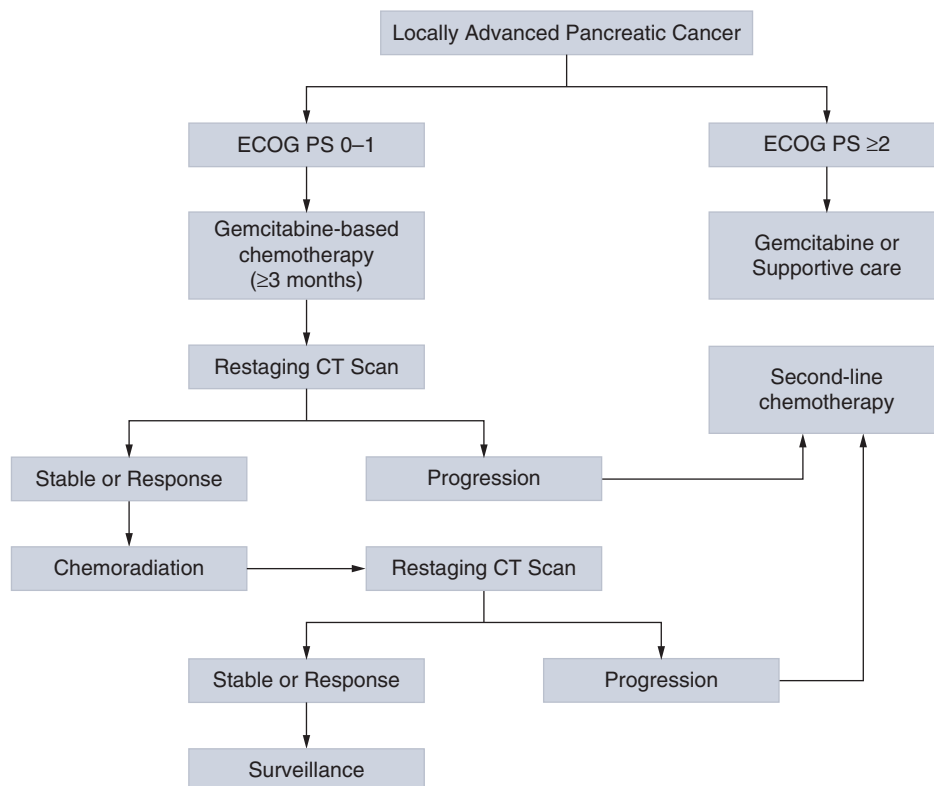 Locally Advanced Pancreatic Cancer
ECOG PS 0–1
ECOG PS ≥2
Gemcitabine-based
chemotherapy
(≥3 months)
Gemcitabine or
Supportive care
Restaging CT Scan
Second-line
chemotherapy
Stable or Response
Progression
Chemoradiation
Restaging CT Scan
Stable or Response
Progression
Surveillance